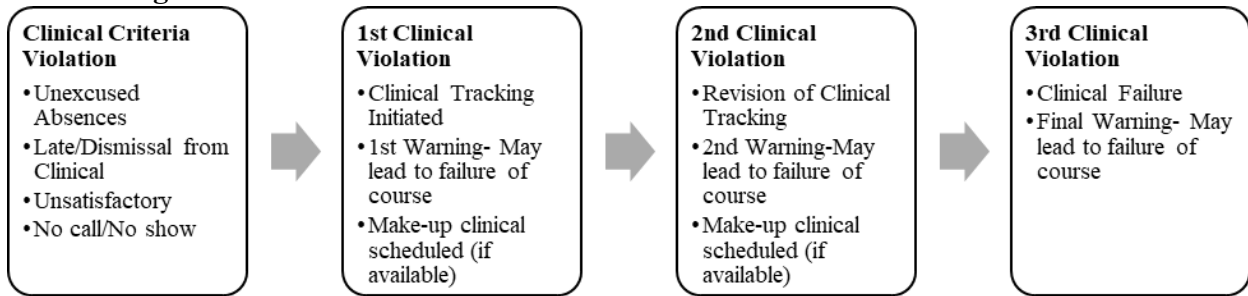 Clinical Criteria
Violation
•Unexcused
Absences
•Late/Dismissal from
Clinical
•Unsatisfactory
•No call/No show
1st Clinical
Violation
•Clinical Tracking
Initiated
•1st Warning- May
lead to failure of
course
•Make-up clinical
scheduled (if
available)
2nd Clinical
Violation
•Revision of Clinical
Tracking
•2nd Warning-May
lead to failure of
course
•Make-up clinical
scheduled (if
available)
3rd Clinical
Violation
•Clinical Failure
•Final Warning- May
lead to failure of
course